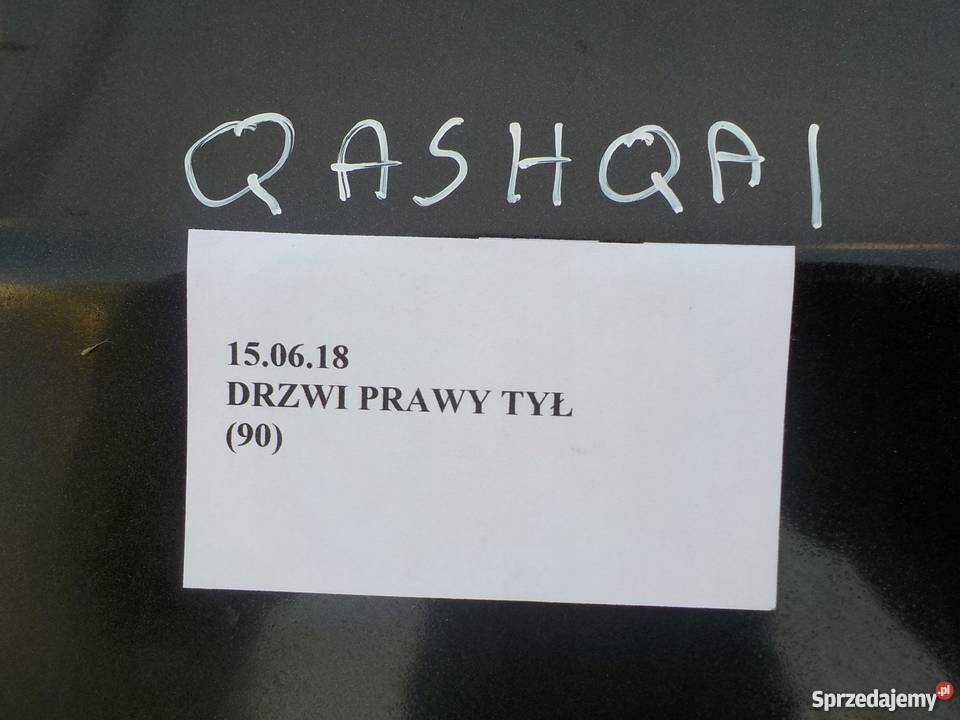 QASHQAI
15.06.18
DRZWI PRAWY TYŁ
(90)
Sprzedajemy.pl